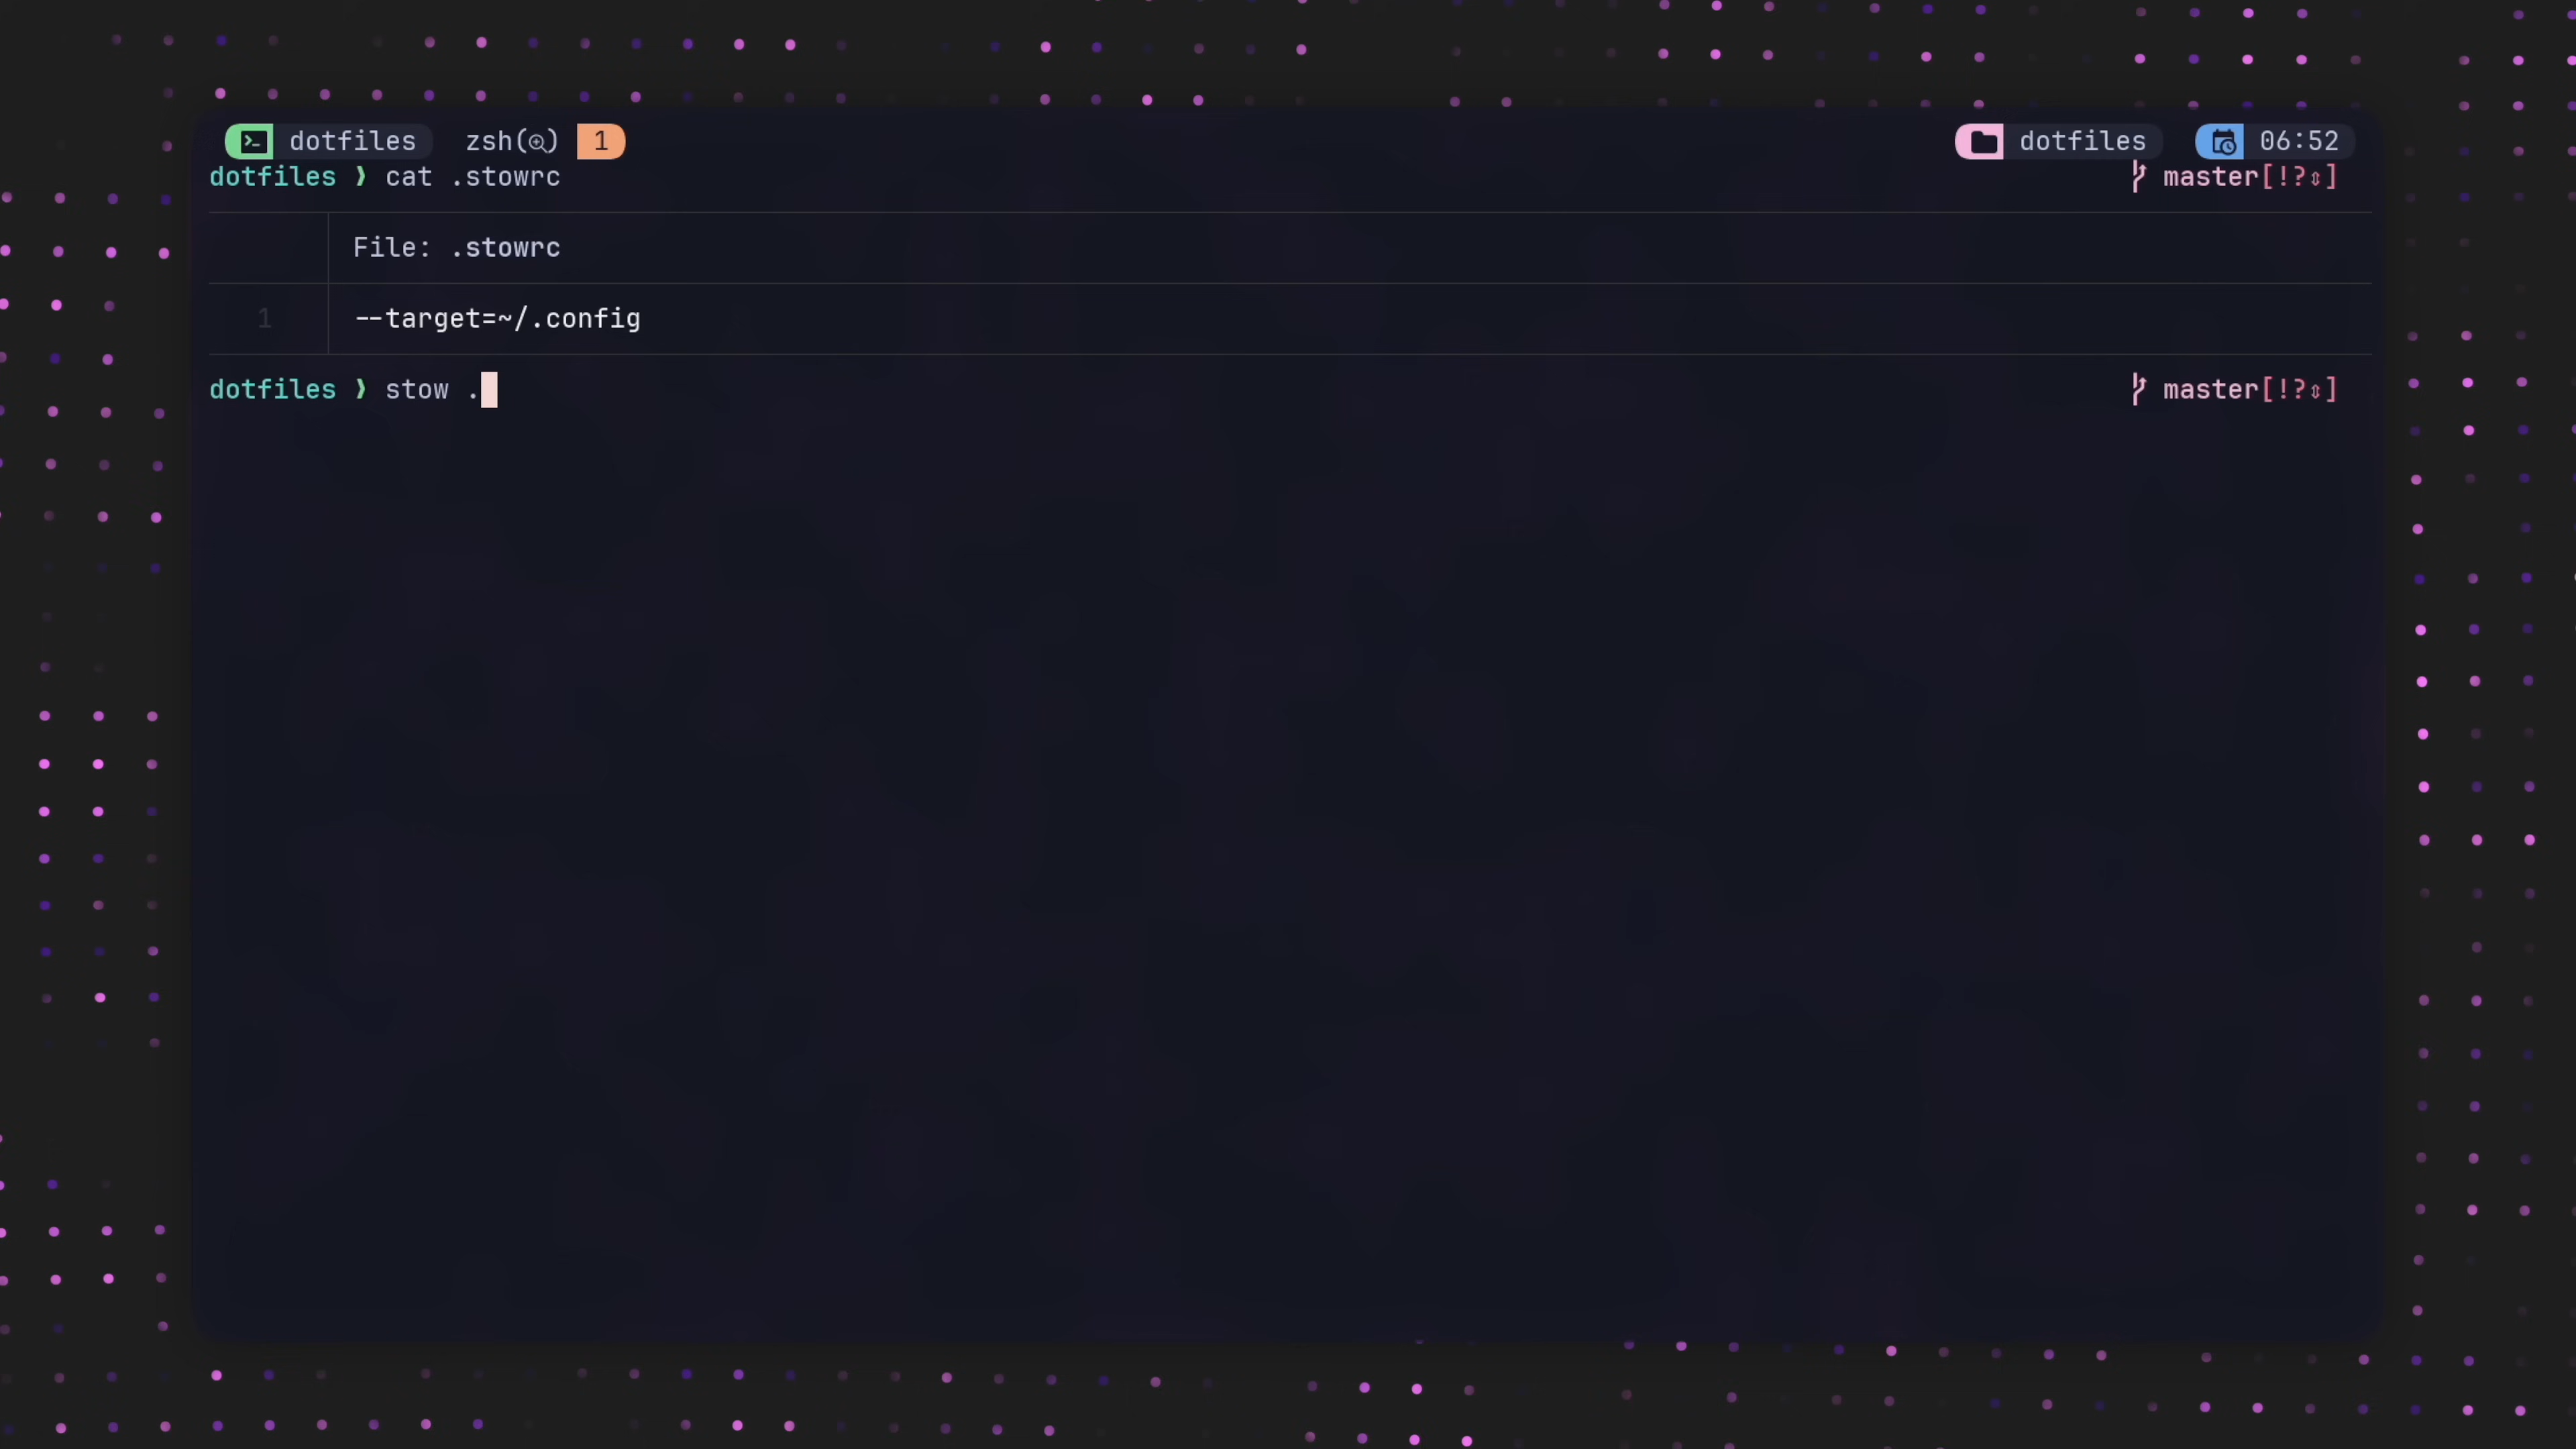 dotfiles zsh() 1 dotfiles 06:52
dotfiles ❯ cat .stowrc master[!?⇕]
File: .stowrc
1 --target=~/.config
dotfiles ❯ stow . master[!?⇕]